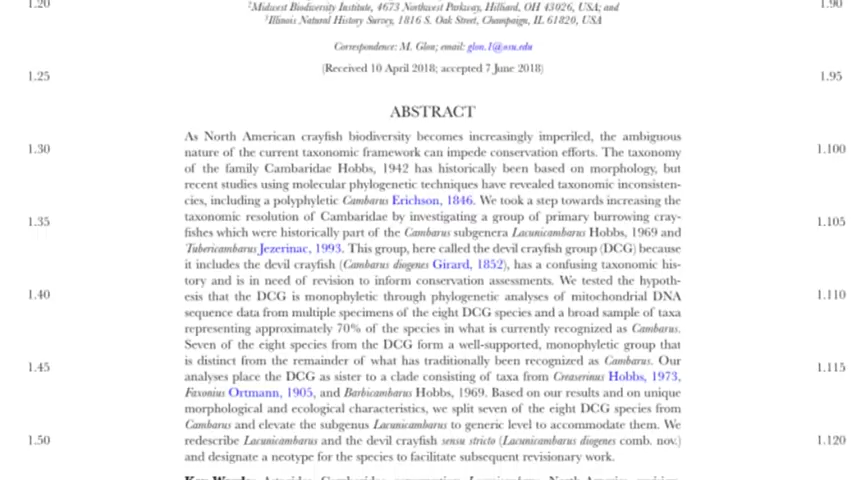 1.20
²Midwest Biodiversity Institute, 4673 Northwest Parkway, Hilliard, OH 43026, USA; and
1.90
³Illinois Natural History Survey, 1816 S. Oak Street, Champaign, IL 61820, USA
Correspondence: M. Glon; email: glon.1@osu.edu
(Received 10 April 2018; accepted 7 June 2018)
1.25
1.95
ABSTRACT
As North American crayfish biodiversity becomes increasingly imperiled, the ambiguous
1.30
nature of the current taxonomic framework can impede conservation efforts. The taxonomy
1.100
of the family Cambaridae Hobbs, 1942 has historically been based on morphology, but
recent studies using molecular phylogenetic techniques have revealed taxonomic inconsisten-
cies, including a polyphyletic Cambarus Erichson, 1846. We took a step towards increasing the
1.35
taxonomic resolution of Cambaridae by investigating a group of primary burrowing cray-
1.105
fishes which were historically part of the Cambarus subgenera Lacunicambarus Hobbs, 1969 and
Tubericambarus Jezerinac, 1993. This group, here called the devil crayfish group (DCG) because
it includes the devil crayfish (Cambarus diogenes Girard, 1852), has a confusing taxonomic his-
tory and is in need of revision to inform conservation assessments. We tested the hypoth-
1.40
esis that the DCG is monophyletic through phylogenetic analyses of mitochondrial DNA
1.110
sequence data from multiple specimens of the eight DCG species and a broad sample of taxa
representing approximately 70% of the species in what is currently recognized as Cambarus.
Seven of the eight species from the DCG form a well-supported, monophyletic group that
is distinct from the remainder of what has traditionally been recognized as Cambarus. Our
1.45
analyses place the DCG as sister to a clade consisting of taxa from Creaserinus Hobbs, 1973,
1.115
Faxonius Ortmann, 1905, and Barbicambarus Hobbs, 1969. Based on our results and on unique
morphological and ecological characteristics, we split seven of the eight DCG species from
Cambarus and elevate the subgenus Lacunicambarus to generic level to accommodate them. We
1.50
redescribe Lacunicambarus and the devil crayfish sensu stricto (Lacunicambarus diogenes comb. nov.)
1.120
and designate a neotype for the species to facilitate subsequent revisionary work.